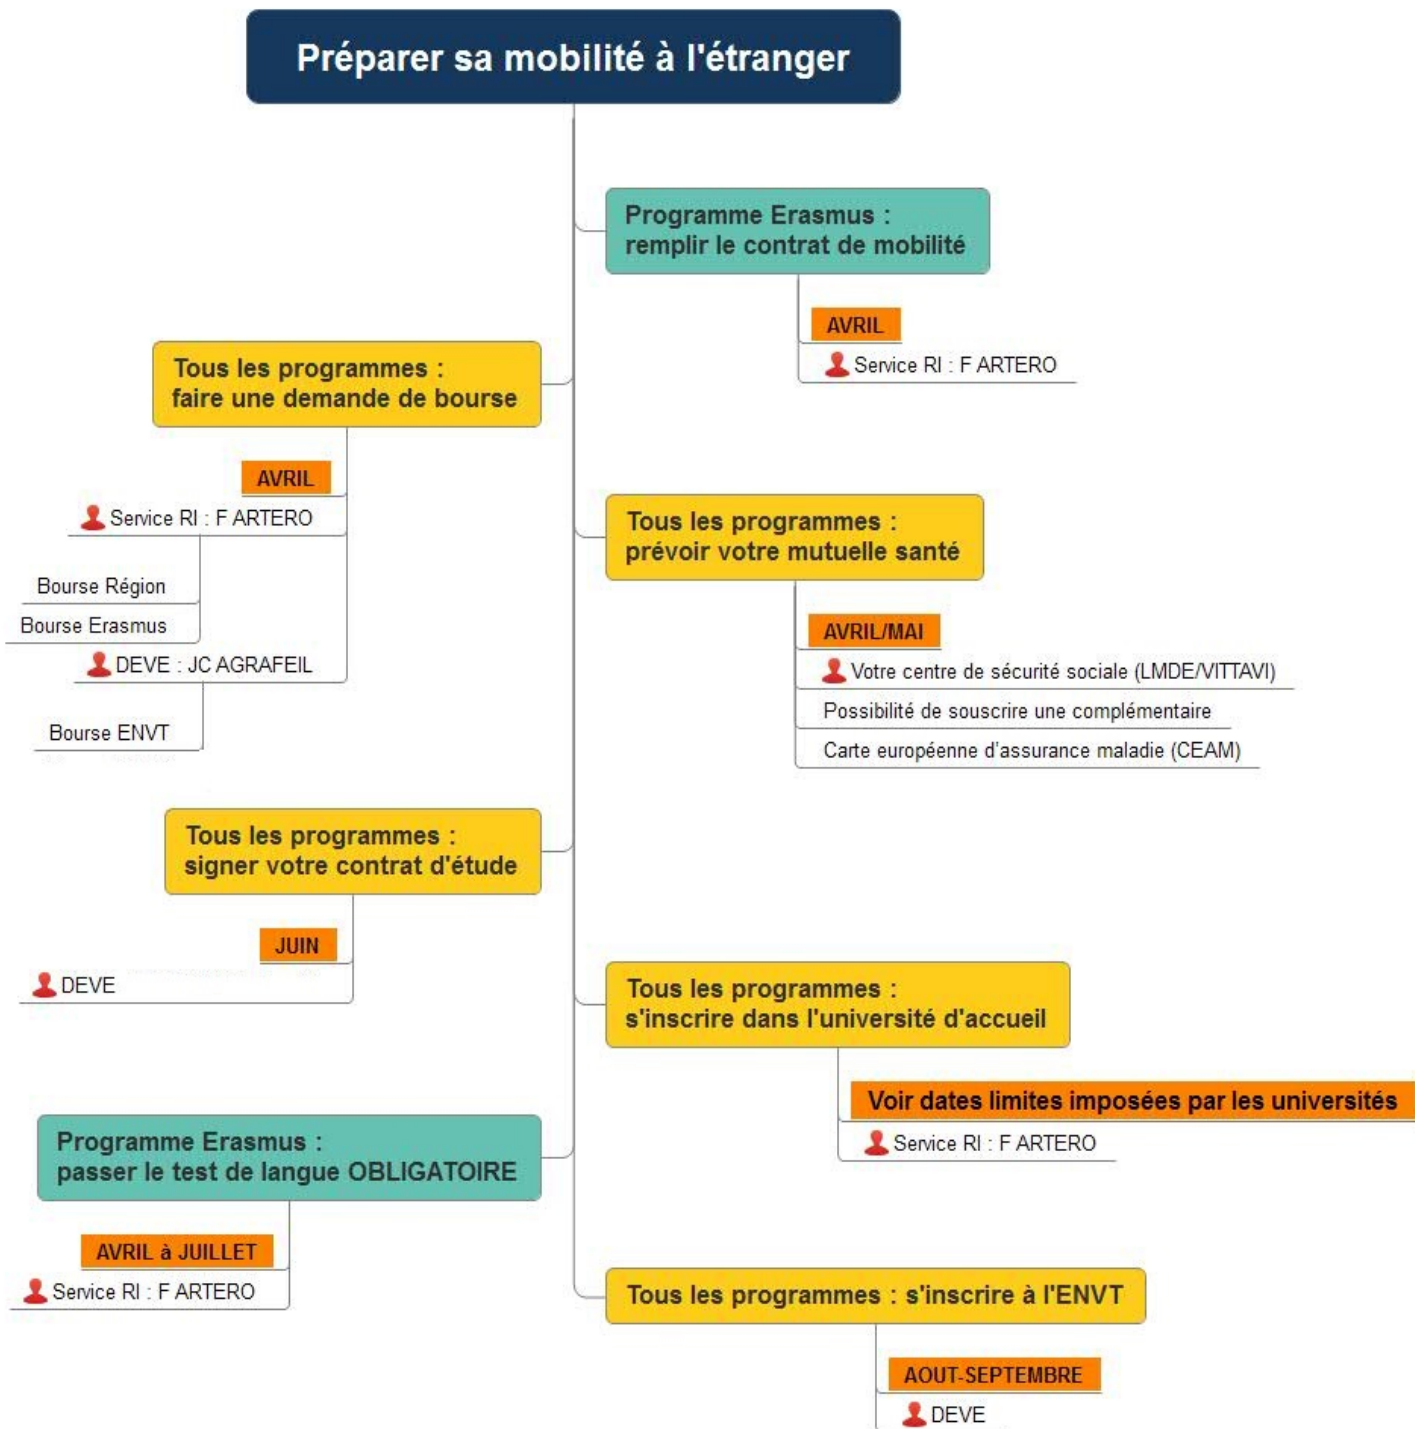 Préparer sa mobilité à l'étranger
Programme Erasmus :
remplir le contrat de mobilité
AVRIL
Service RI : F ARTERO
Tous les programmes :
faire une demande de bourse
AVRIL
Service RI : F ARTERO
Bourse Région
Bourse Erasmus
DEVE : JC AGRAFEIL
Bourse ENVT
Tous les programmes :
prévoir votre mutuelle santé
AVRIL/MAI
Votre centre de sécurité sociale (LMDE/VITTAVI)
Possibilité de souscrire une complémentaire
Carte européenne d'assurance maladie (CEAM)
Tous les programmes :
signer votre contrat d'étude
JUIN
DEVE
Tous les programmes :
s'inscrire dans l'université d'accueil
Voir dates limites imposées par les universités
Service RI : F ARTERO
Programme Erasmus :
passer le test de langue OBLIGATOIRE
AVRIL à JUILLET
Service RI : F ARTERO
Tous les programmes : s'inscrire à l'ENVT
AOUT-SEPTEMBRE
DEVE